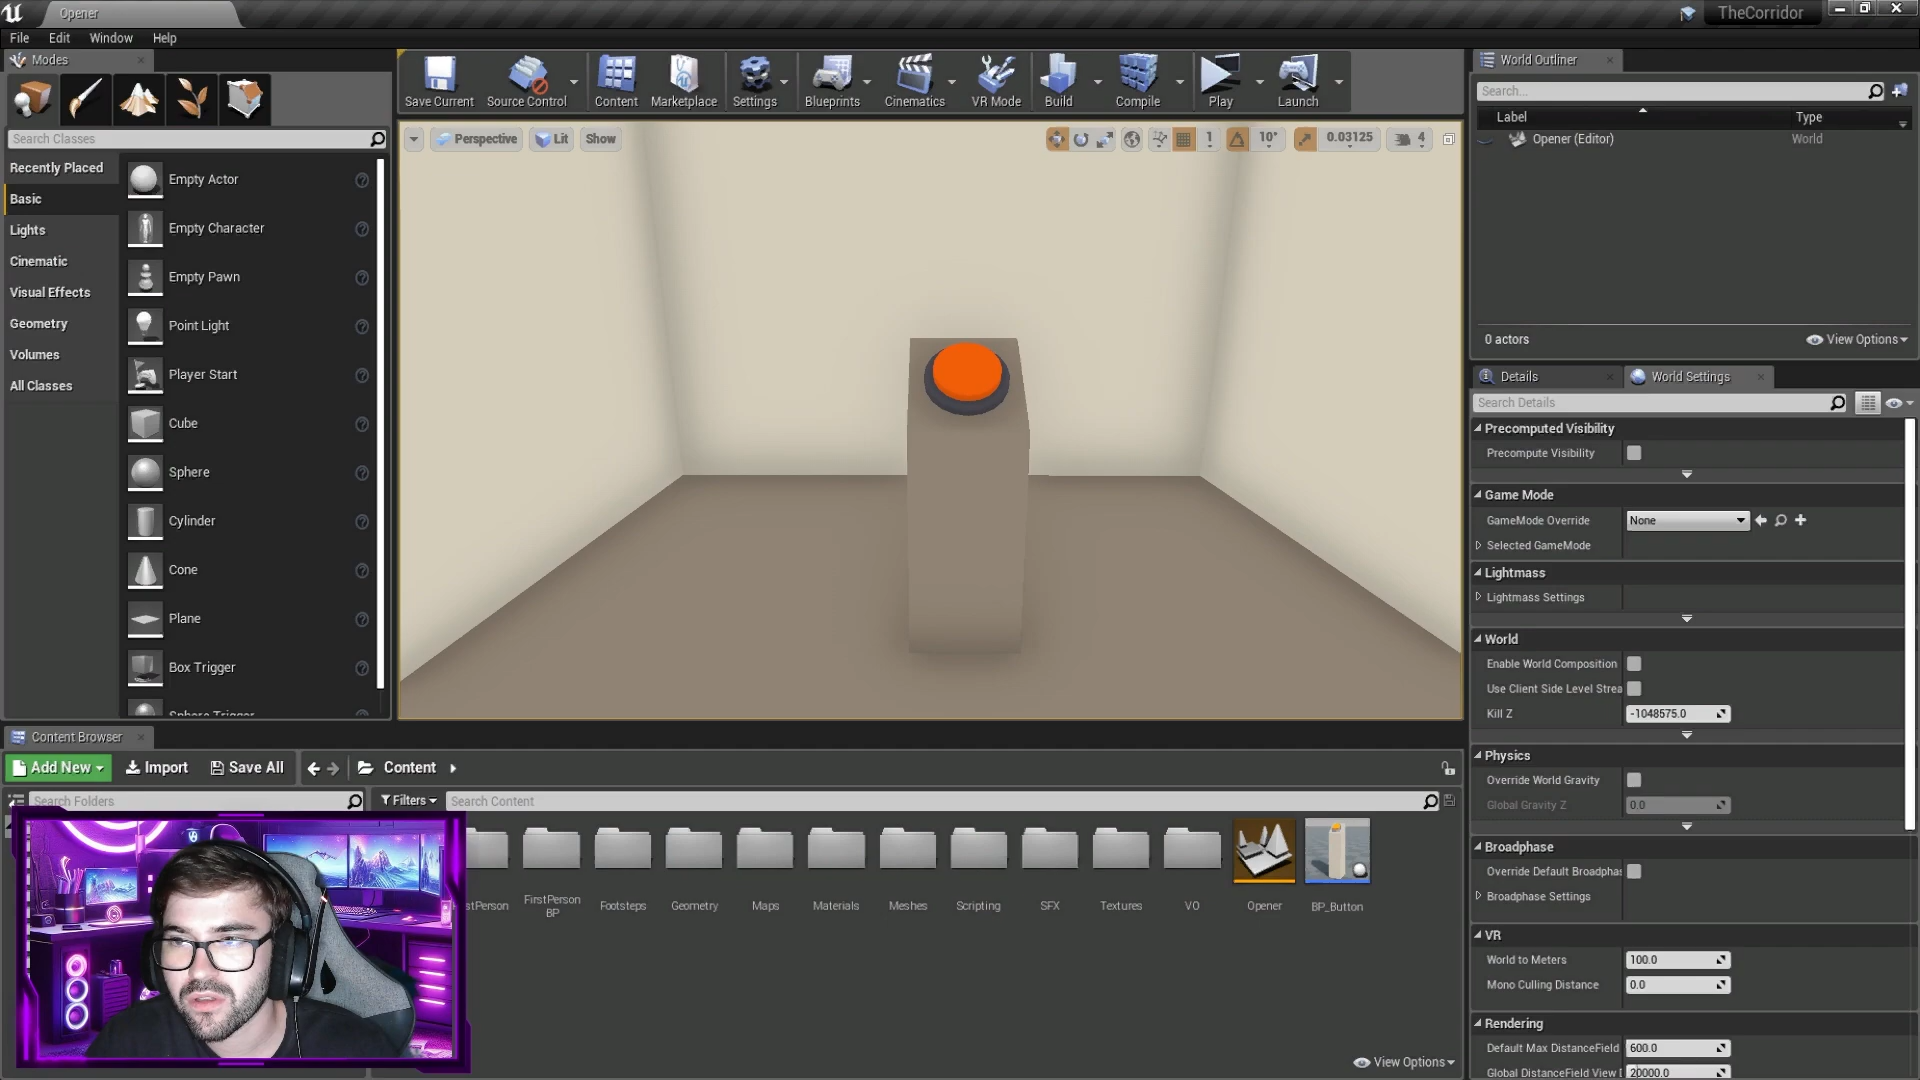 Opener
TheCorridor
File Edit Window Help
Modes
Search Classes
Recently Placed
Basic
Lights
Cinematic
Visual Effects
Geometry
Volumes
All Classes
Empty Actor
Empty Character
Empty Pawn
Point Light
Player Start
Cube
Sphere
Cylinder
Cone
Plane
Box Trigger
Sphere Trigger
Save Current
Source Control
Content
Marketplace
Settings
Blueprints
Cinematics
VR Mode
Build
Compile
Play
Launch
Perspective Lit Show
1 10° 0.03125 4
World Outliner
Search...
Label Type
Opener (Editor) World
0 actors View Options
Details World Settings
Search Details
Precomputed Visibility
Precompute Visibility
Game Mode
GameMode Override None
Selected GameMode
Lightmass
Lightmass Settings
World
Enable World Composition
Use Client Side Level Strea
Kill Z -1048575.0
Physics
Override World Gravity
Global Gravity Z 0.0
Broadphase
Override Default Broadphas
Broadphase Settings
VR
World to Meters 100.0
Mono Culling Distance 0.0
Rendering
Default Max DistanceField 600.0
Global DistanceField View 20000.0
Content Browser
Add New Import Save All Content
Search Folders
Filters Search Content
stPerson
FirstPerson
BP
Footsteps
Geometry
Maps
Materials
Meshes
Scripting
SFX
Textures
VO
Opener
BP_Button
View Options